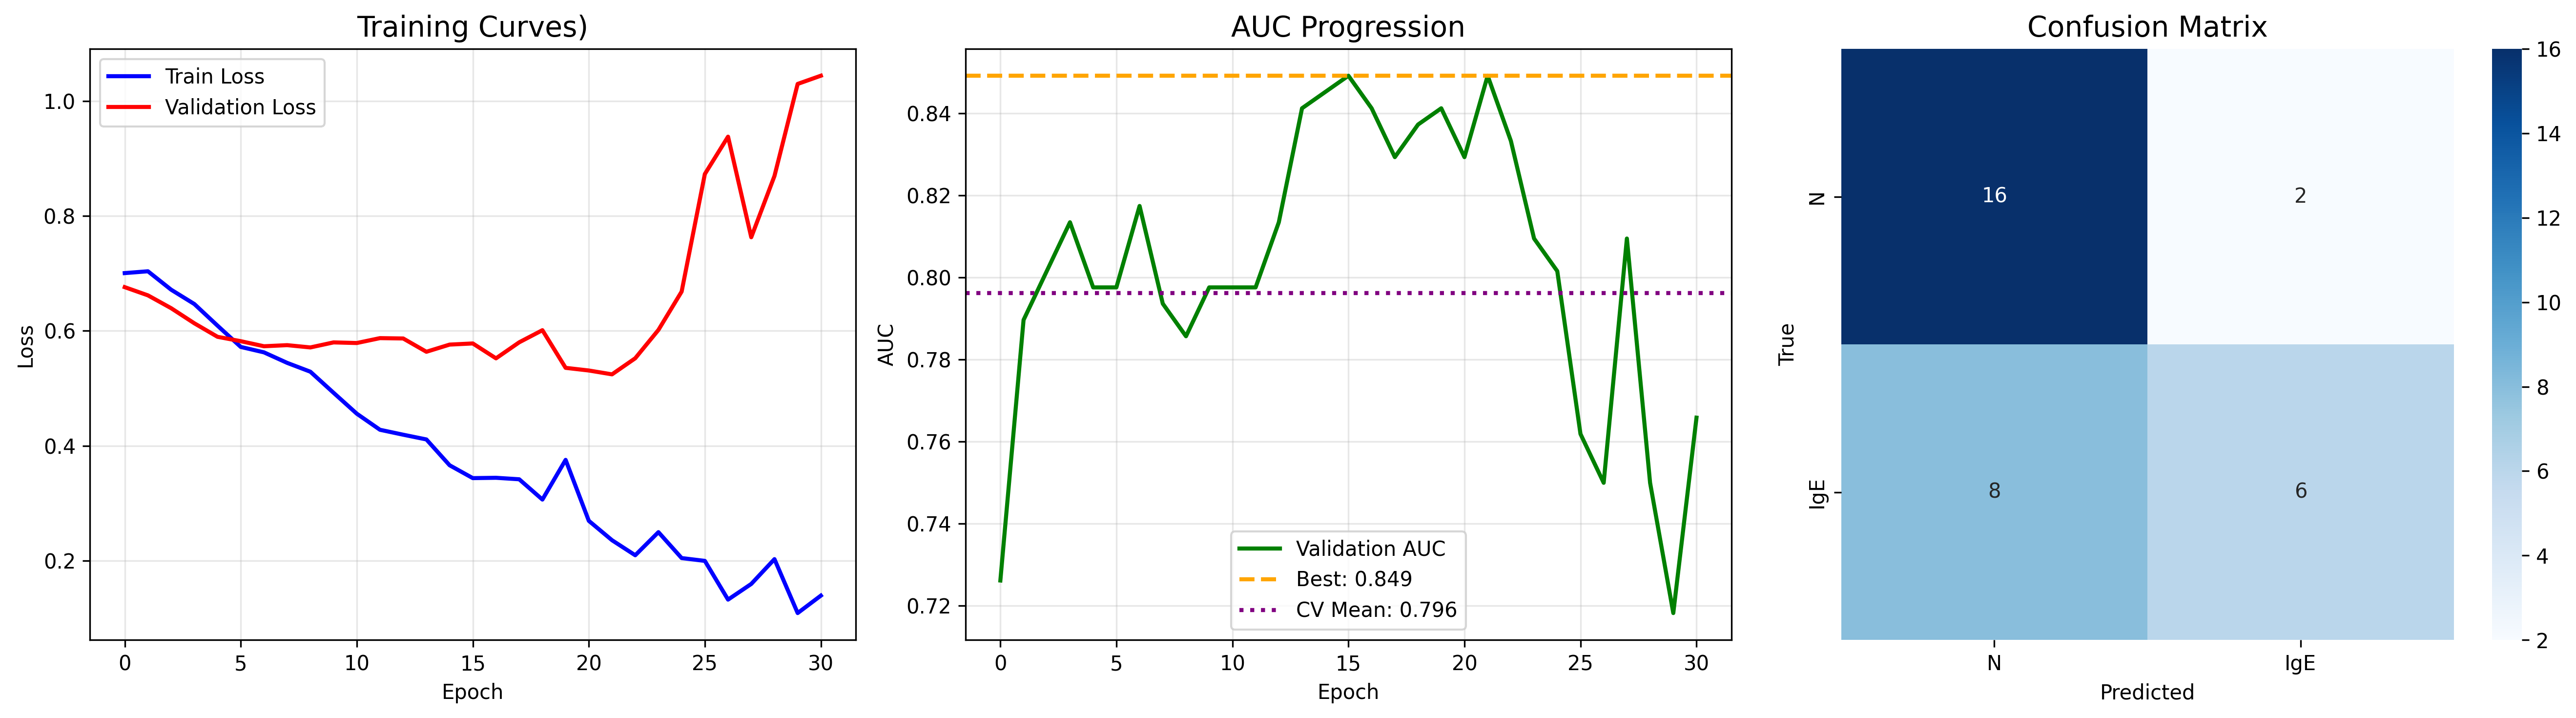 Training Curves)
Train Loss
Validation Loss
1.0
0.8
0.6
0.4
0.2
Loss
0 5 10 15 20 25 30
Epoch
AUC Progression
0.84
0.82
0.80
0.78
0.76
0.74
0.72
AUC
Validation AUC
Best: 0.849
CV Mean: 0.796
0 5 10 15 20 25 30
Epoch
Confusion Matrix
True
N
16 2
IgE
8 6
N IgE
Predicted
16
14
12
10
8
6
4
2